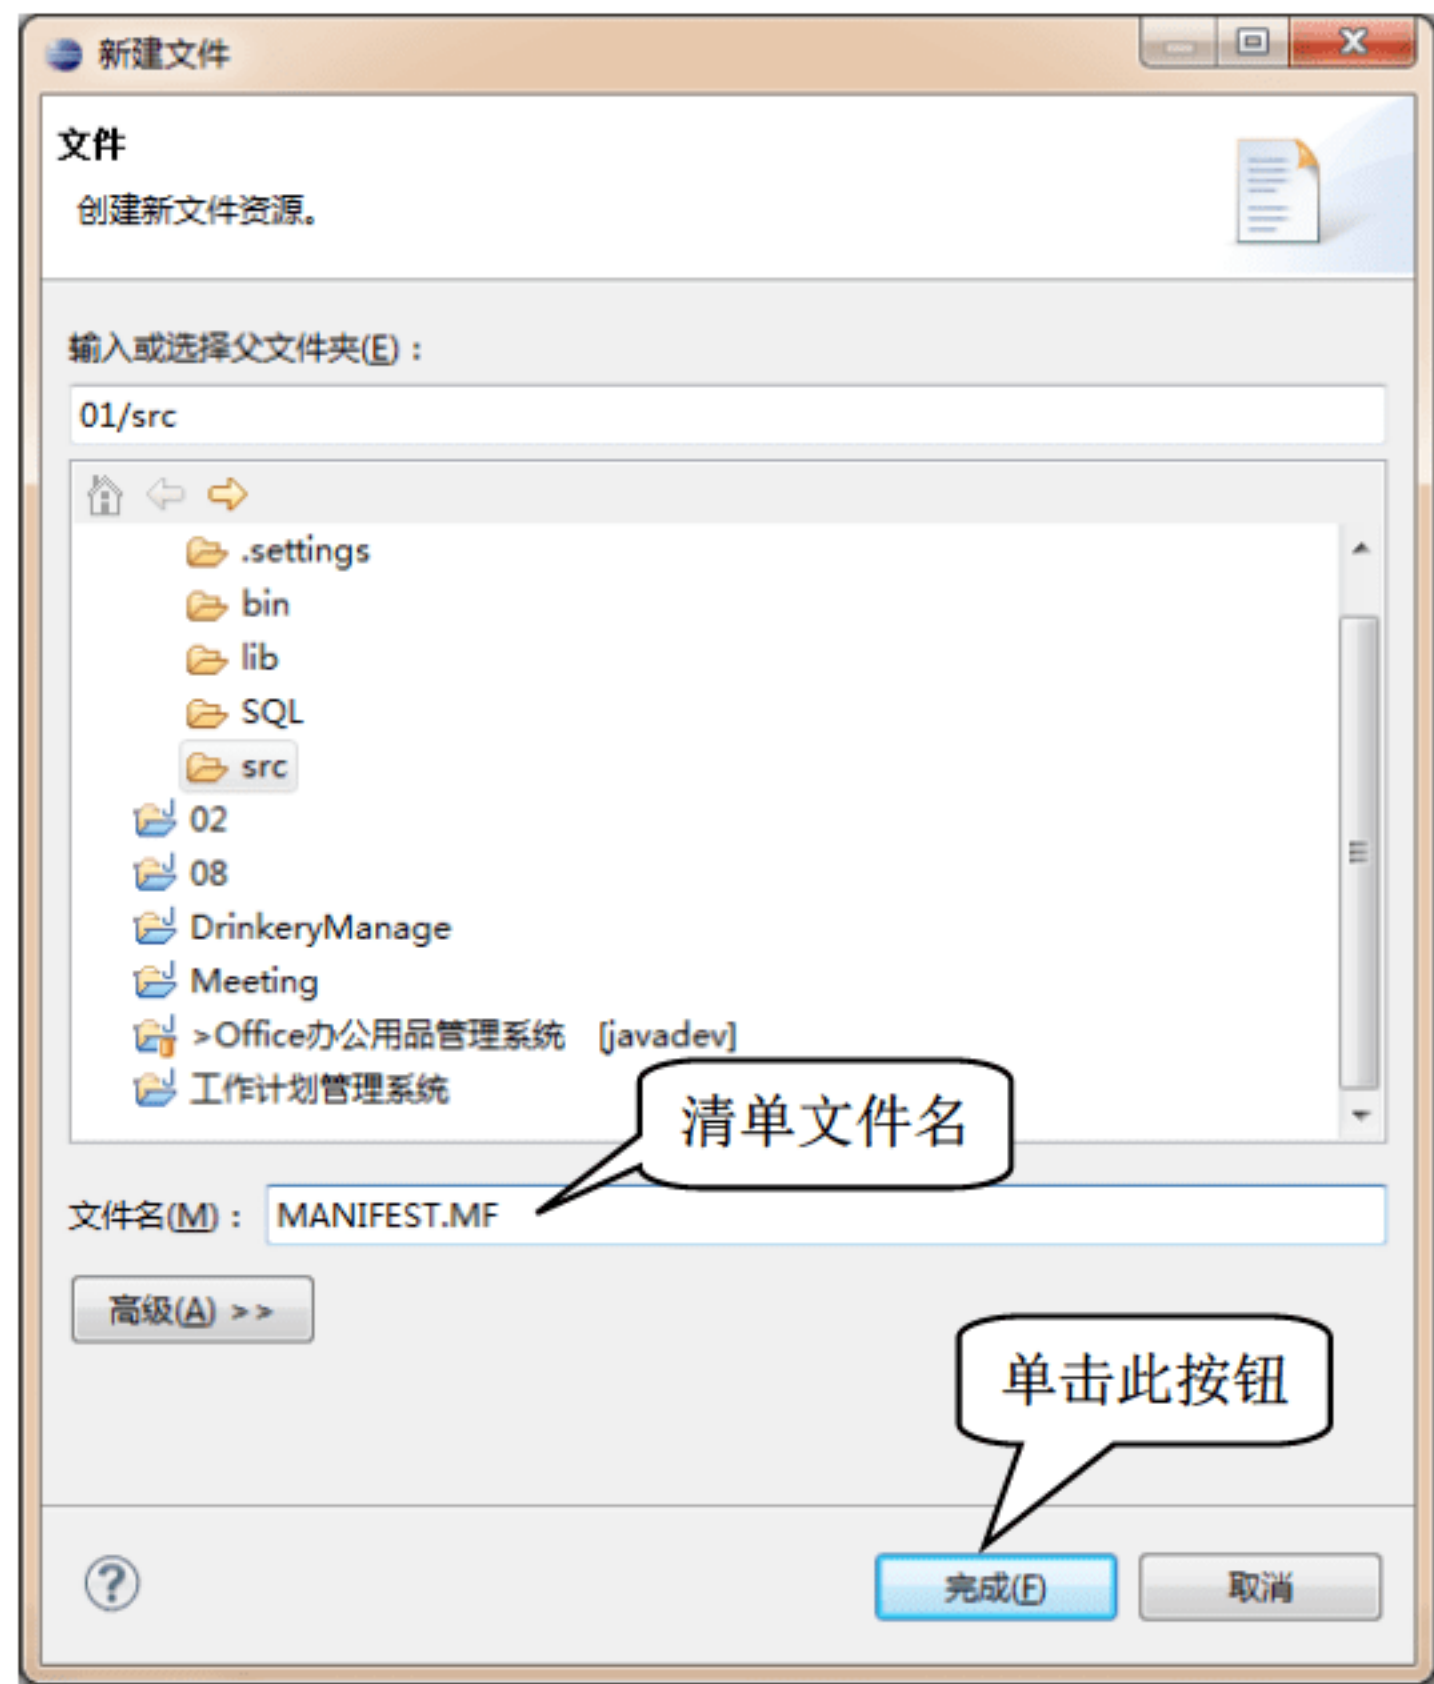 新建文件
文件
创建新文件资源。
输入或选择父文件夹(E)：
01/src
.settings
bin
lib
SQL
src
02
08
DrinkeryManage
Meeting
>Office办公用品管理系统 [javadev]
工作计划管理系统
清单文件名
文件名(M)： MANIFEST.MF
高级(A) >>
单击此按钮
完成(F) 取消